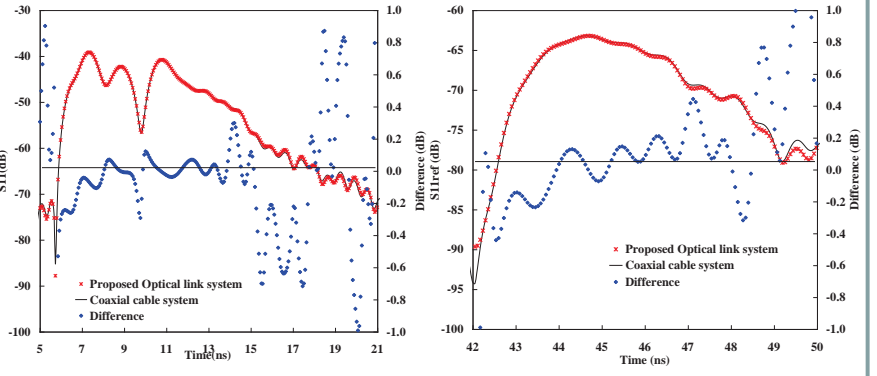 -30
-40
-50
-60
-70
-80
-90
-100
S11(dB)
1.0
0.8
0.6
0.4
0.2
0.0
-0.2
-0.4
-0.6
-0.8
-1.0
Difference (dB)
Proposed Optical link system
Coaxial cable system
Difference
5 7 9 11 13 15 17 19 21
Time(ns)
-60
-65
-70
-75
-80
-85
-90
-95
-100
S11ref (dB)
1.0
0.8
0.6
0.4
0.2
0.0
-0.2
-0.4
-0.6
-0.8
-1.0
Difference (dB)
Proposed Optical link system
Coaxial cable system
Difference
42 43 44 45 46 47 48 49 50
Time (ns)